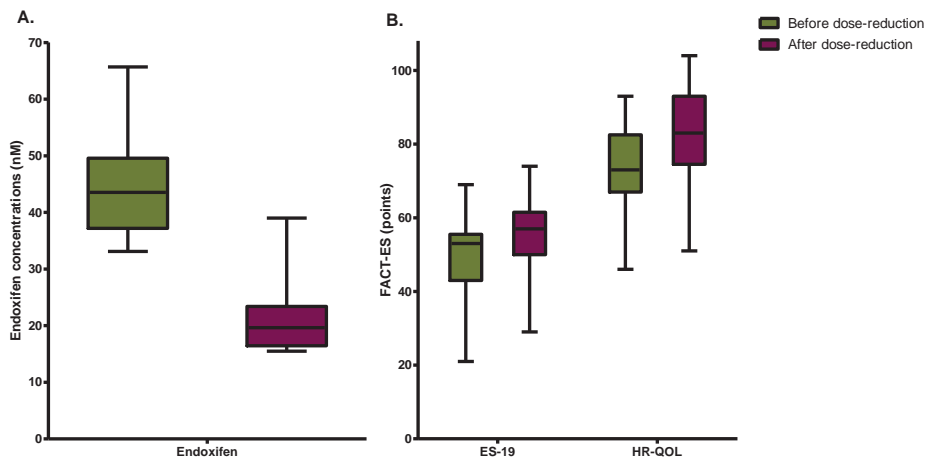 A.
70
60
50
40
30
20
10
0
Endoxifen concentrations (nM)
Endoxifen
B.
100
80
60
40
20
0
FACT-ES (points)
ES-19
HR-QOL
Before dose-reduction
After dose-reduction